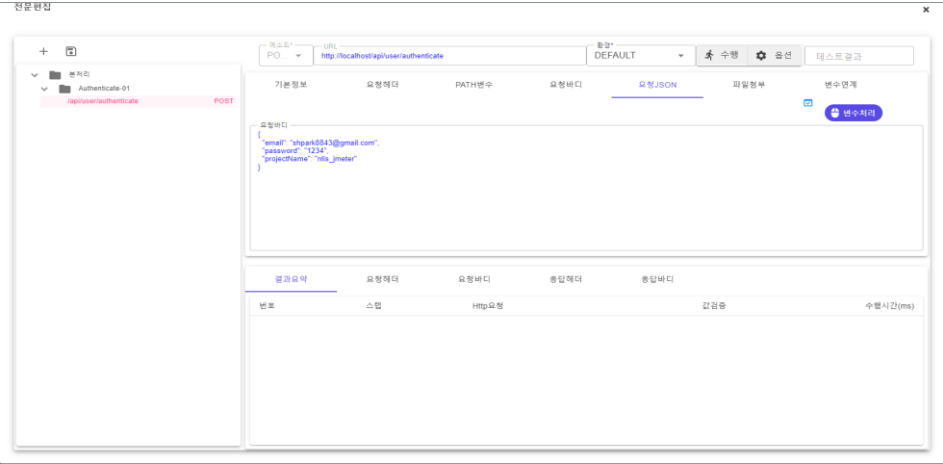 전문편집
메소드*
URL
환경*
PO...
http://localhost/api/user/authenticate
DEFAULT
수행
옵션
테스트결과
본처리
Authenticate-01
/api/user/authenticate POST
기본정보 요청헤더 PATH변수 요청바디 요청JSON 파일첨부 변수연계
변수처리
요청바디
{
"email": "shpark8843@gmail.com",
"password": "1234",
"projectName": "nlis_jmeter"
}
결과요약 요청헤더 요청바디 응답헤더 응답바디
번호 스텝 Http요청 값검증 수행시간(ms)